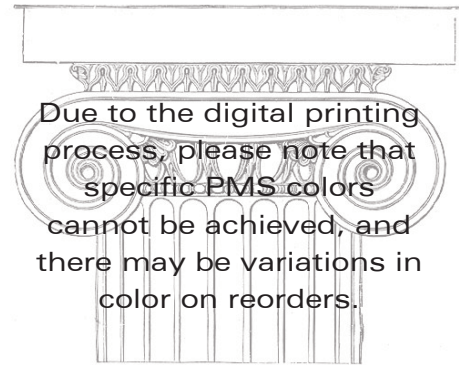 Due to the digital printing
process, please note that
specific PMS colors
cannot be achieved, and
there may be variations in
color on reorders.